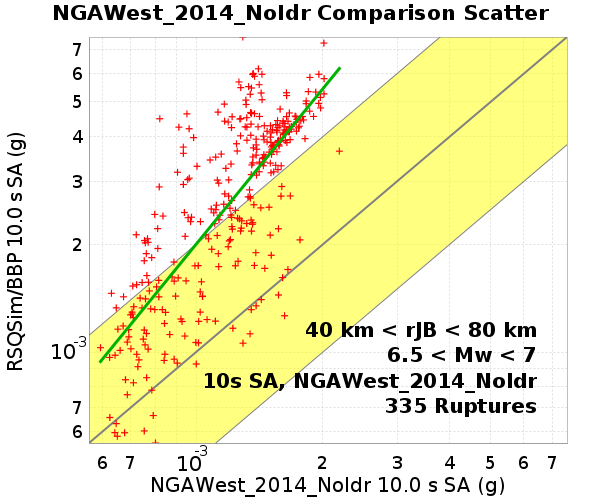 NGAWest_2014_NoIdr Comparison Scatter
RSQSim/BBP 10.0 s SA (g)
7
6
5
4
3
2
10-3
7
6
40 km < rJB < 80 km
6.5 < Mw < 7
10s SA, NGAWest_2014_NoIdr
335 Ruptures
6 7 10-3 2 3 4 5 6 7
NGAWest_2014_NoIdr 10.0 s SA (g)